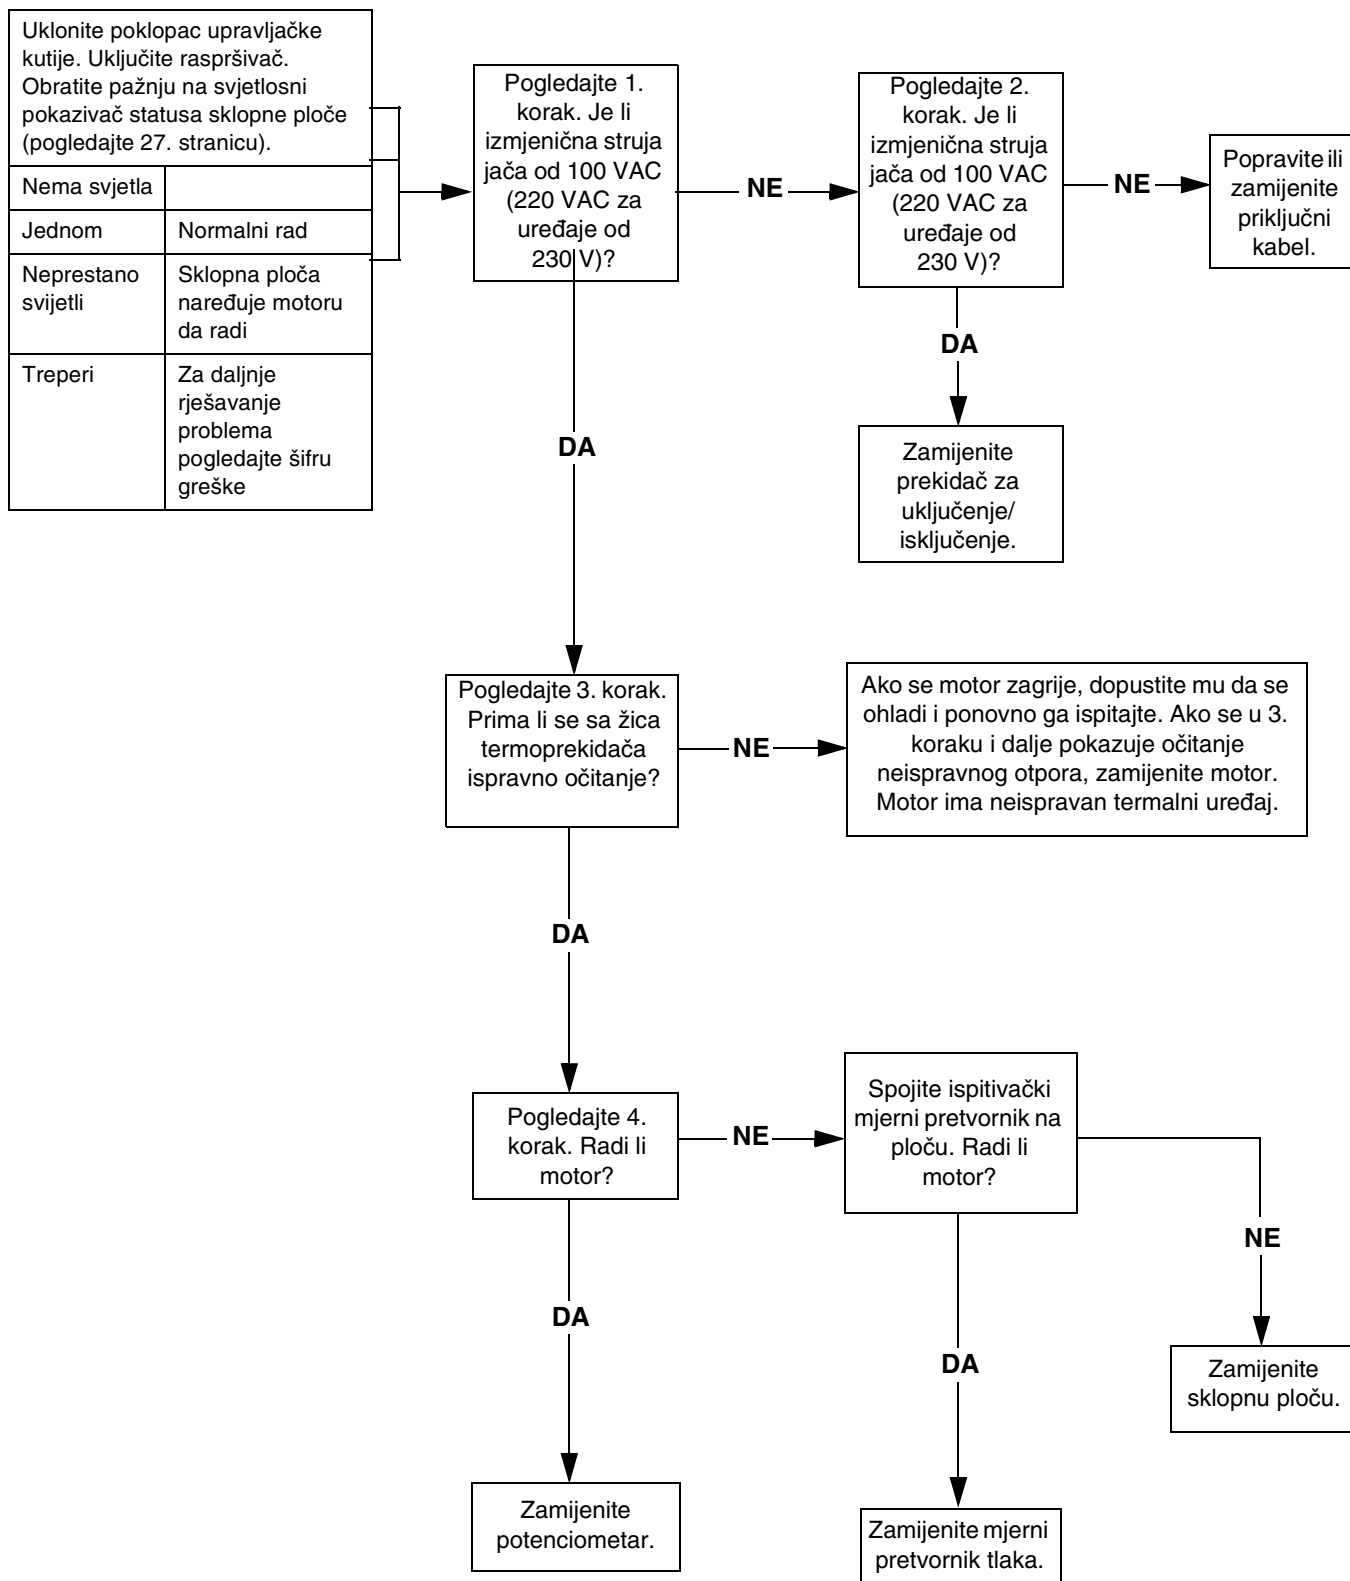 Uklonite poklopac upravljačke
kutije. Uključite raspršivač.
Obratite pažnju na svjetlosni
pokazivač statusa sklopne ploče
(pogledajte 27. stranicu).
Nema svjetla
Jednom
Normalni rad
Neprestano
svijetli
Sklopna ploča
naređuje motoru
da radi
Treperi
Za daljnje
rješavanje
problema
pogledajte šifru
greške
Pogledajte 1.
korak. Je li
izmjenična struja
jača od 100 VAC
(220 VAC za
uređaje od
230 V)?
NE
Pogledajte 2.
korak. Je li
izmjenična struja
jača od 100 VAC
(220 VAC za
uređaje od
230 V)?
NE
Popravite ili
zamijenite
priključni
kabel.
DA
Zamijenite
prekidač za
uključenje/
isključenje.
DA
Pogledajte 3. korak.
Prima li se sa žica
termoprekidača
ispravno očitanje?
NE
Ako se motor zagrije, dopustite mu da se
ohladi i ponovno ga ispitajte. Ako se u 3.
koraku i dalje pokazuje očitanje
neispravnog otpora, zamijenite motor.
Motor ima neispravan termalni uređaj.
DA
Pogledajte 4.
korak. Radi li
motor?
NE
Spojite ispitivački
mjerni pretvornik na
ploču. Radi li
motor?
NE
Zamijenite
sklopnu ploču.
DA
Zamijenite
potenciometar.
DA
Zamijenite mjerni
pretvornik tlaka.